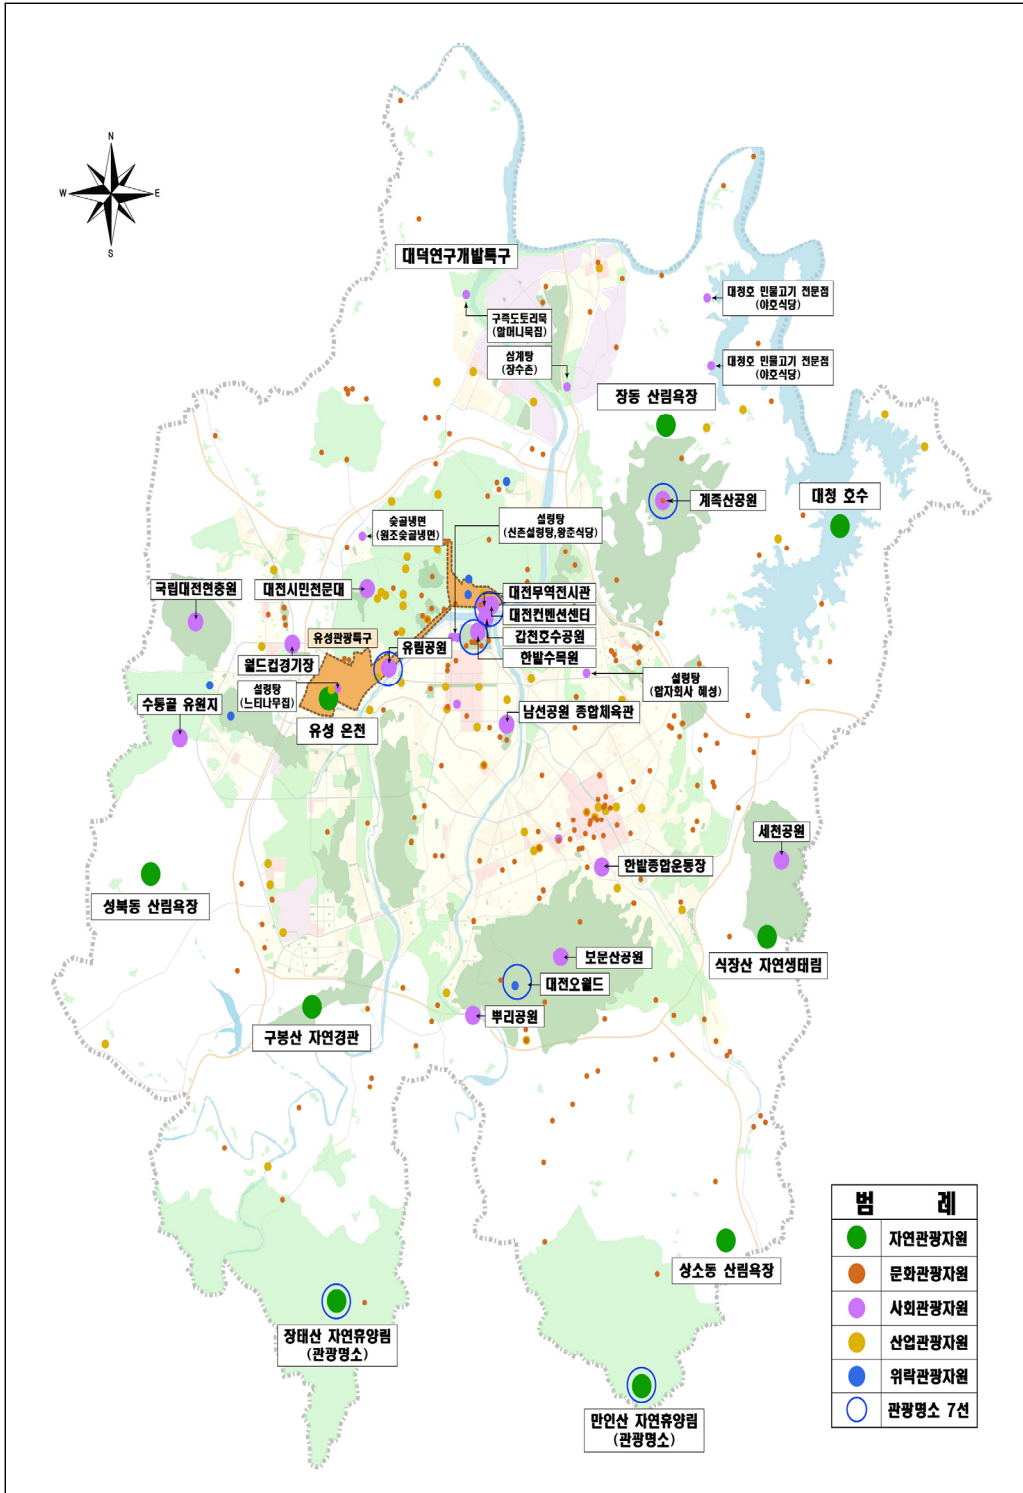 N
W
E
S
대덕연구개발특구
대청호 민물고기 전문점
(야호식당)
구즉도토리묵
(할머니묵집)
삼계탕
(장수촌)
대청호 민물고기 전문점
(야호식당)
장동 산림욕장
계족산공원
대청 호수
숯골냉면
(원조숯골냉면)
설렁탕
(신촌설렁탕,왕준식당)
국립대전현충원
대전시민천문대
대전무역전시관
대전컨벤션센터
유성관광특구
유림공원
갑천호수공원
한밭수목원
월드컵경기장
설렁탕
(느티나무집)
설렁탕
(합자회사 혜성)
수통골 유원지
유성 온천
남선공원 종합체육관
세천공원
한밭종합운동장
성북동 산림욕장
식장산 자연생태림
보문산공원
대전오월드
뿌리공원
구봉산 자연경관
상소동 산림욕장
장태산 자연휴양림
(관광명소)
만인산 자연휴양림
(관광명소)
범 례
자연관광자원
문화관광자원
사회관광자원
산업관광자원
위락관광자원
관광명소 7선